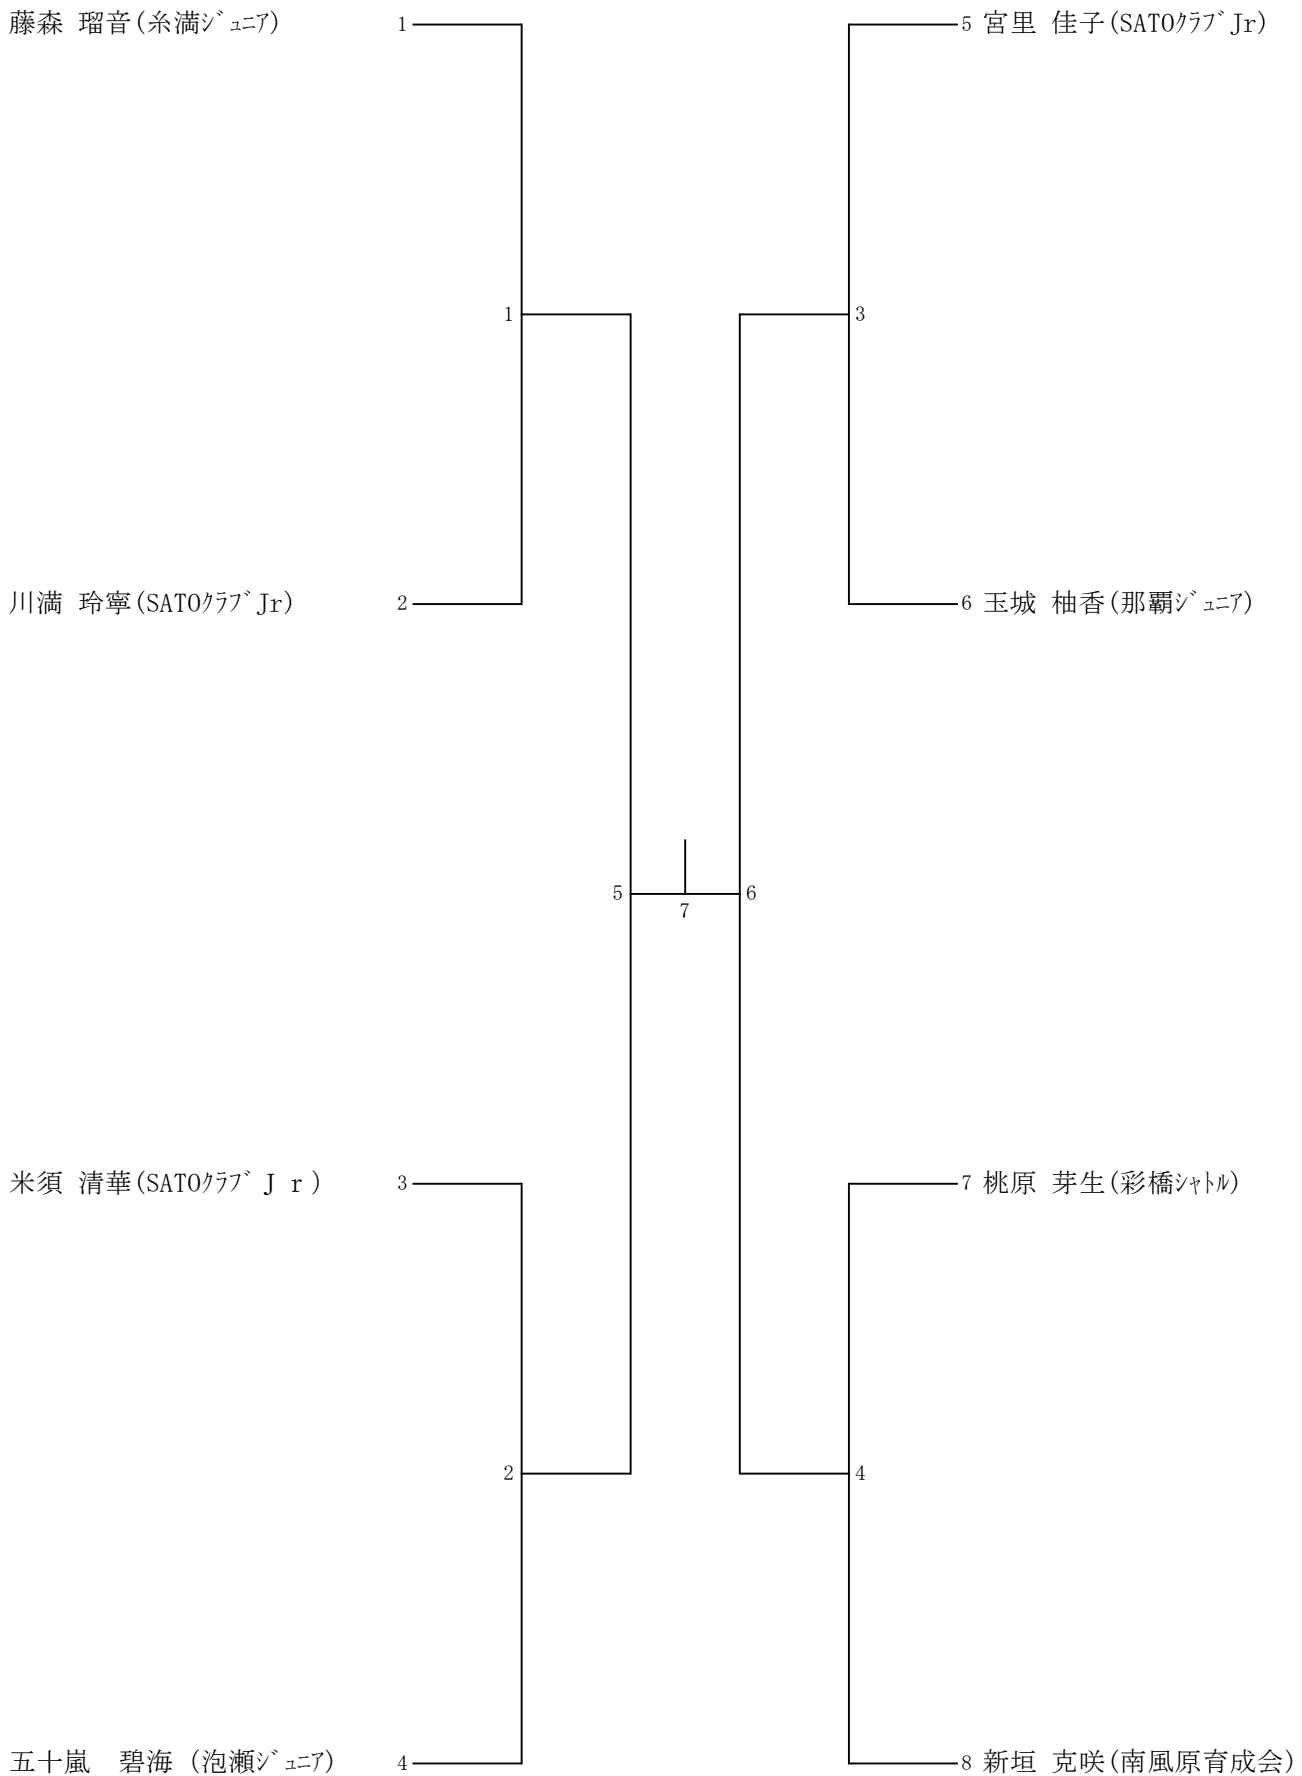 藤森 瑠音(糸満ｼﾞｭﾆｱ) 1
5 宮里 佳子(SATOｸﾗﾌﾞJr)
1
3
川満 玲寧(SATOｸﾗﾌﾞJr) 2
6 玉城 柚香(那覇ｼﾞｭﾆｱ)
5
7
6
米須 清華(SATOｸﾗﾌﾞＪｒ) 3
7 桃原 芽生(彩橋ｼｬﾄﾙ)
2
4
五十嵐　碧海 (泡瀬ｼﾞｭﾆｱ) 4
8 新垣 克咲(南風原育成会)